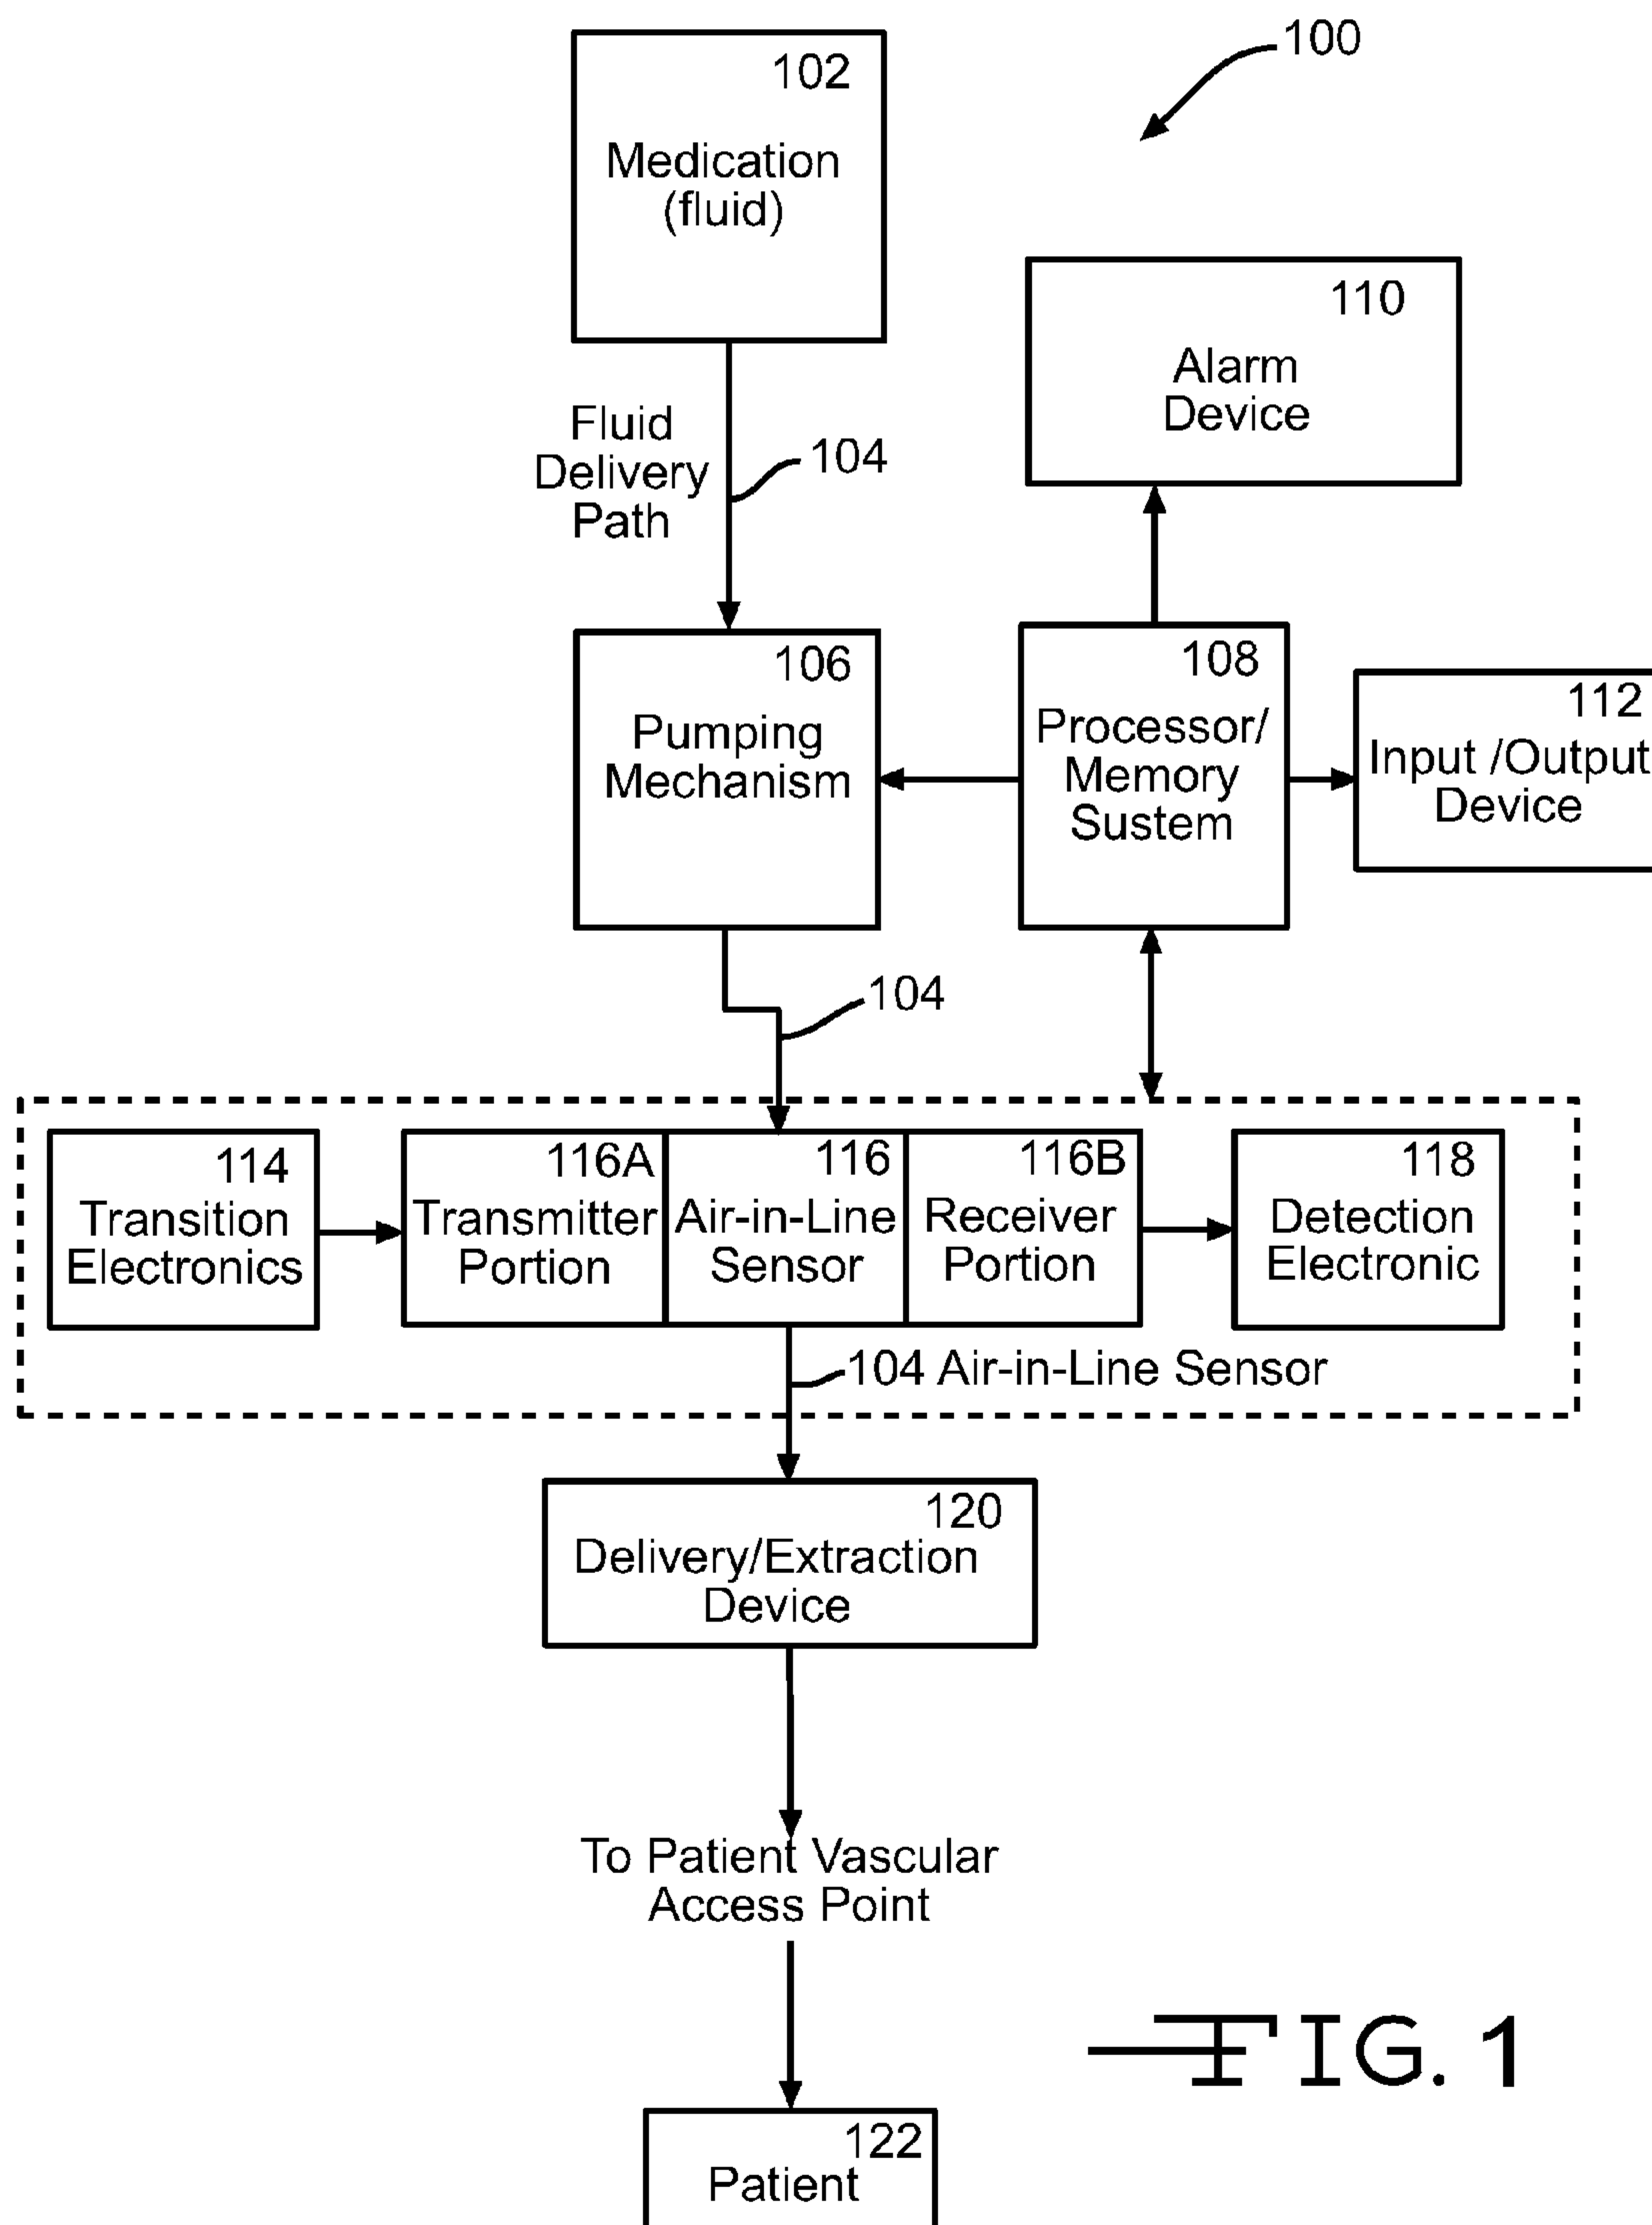 100
102
Medication
(fluid)
110
Alarm
Device
Fluid
Delivery
Path
104
106
Pumping
Mechanism
108
Processor/
Memory
Sustem
112
Input /Output
Device
104
114
Transition
Electronics
116A
Transmitter
Portion
116
Air-in-Line
Sensor
116B
Receiver
Portion
118
Detection
Electronic
104 Air-in-Line Sensor
120
Delivery/Extraction
Device
To Patient Vascular
Access Point
FIG. 1
122
Patient